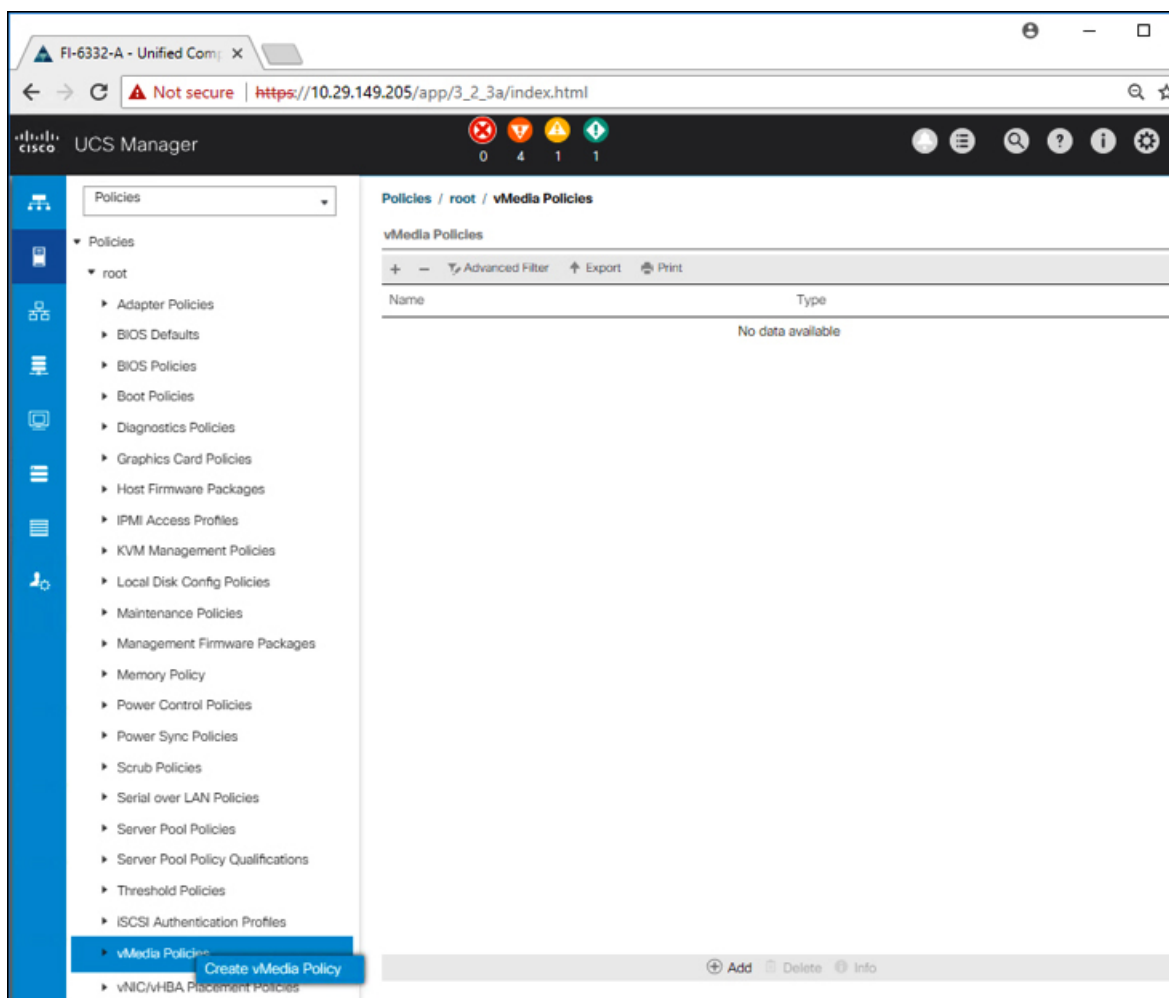 FI-6332-A - Unified Com
Not secure | https://10.29.149.205/app/3_2_3a/index.html
cisco UCS Manager
0 4 1 1
Policies
Policies / root / vMedia Policies
vMedia Policies
+ − Advanced Filter Export Print
Name Type
No data available
Policies
root
Adapter Policies
BIOS Defaults
BIOS Policies
Boot Policies
Diagnostics Policies
Graphics Card Policies
Host Firmware Packages
IPMI Access Profiles
KVM Management Policies
Local Disk Config Policies
Maintenance Policies
Management Firmware Packages
Memory Policy
Power Control Policies
Power Sync Policies
Scrub Policies
Serial over LAN Policies
Server Pool Policies
Server Pool Policy Qualifications
Threshold Policies
iSCSI Authentication Profiles
vMedia Policies
Create vMedia Policy
vNIC/vHBA Placement Policies
Add Delete Info